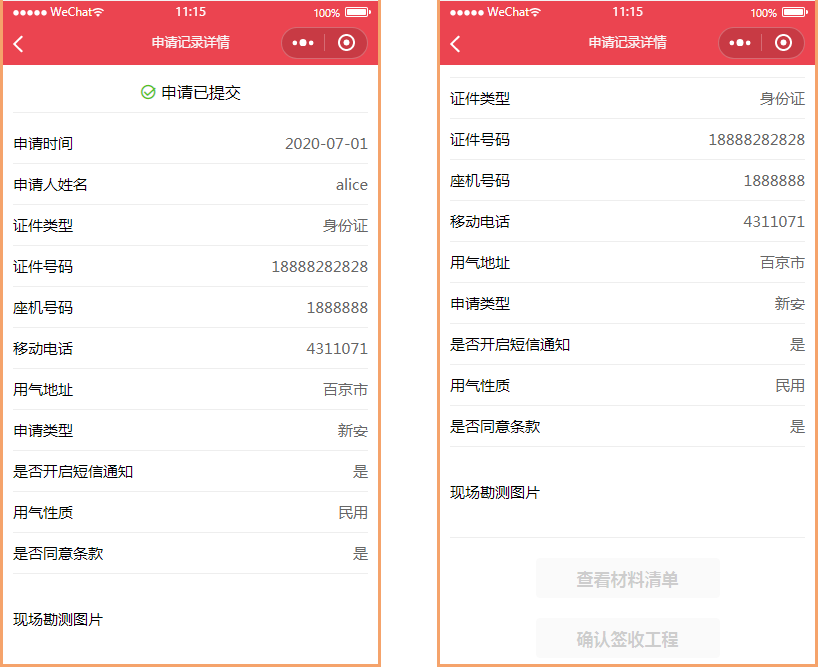 WeChat 11:15 100%
申请记录详情
申请已提交
申请时间 2020-07-01
申请人姓名 alice
证件类型 身份证
证件号码 18888282828
座机号码 1888888
移动电话 4311071
用气地址 百京市
申请类型 新安
是否开启短信通知 是
用气性质 民用
是否同意条款 是
现场勘测图片
WeChat 11:15 100%
申请记录详情
证件类型 身份证
证件号码 18888282828
座机号码 1888888
移动电话 4311071
用气地址 百京市
申请类型 新安
是否开启短信通知 是
用气性质 民用
是否同意条款 是
现场勘测图片
查看材料清单
确认签收工程